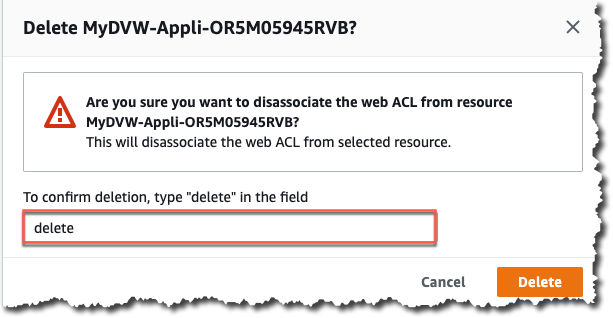 Delete MyDVW-Appli-OR5M05945RVB?
Are you sure you want to disassociate the web ACL from resource
MyDVW-Appli-OR5M05945RVB?
This will disassociate the web ACL from selected resource.
To confirm deletion, type "delete" in the field
delete
Cancel Delete